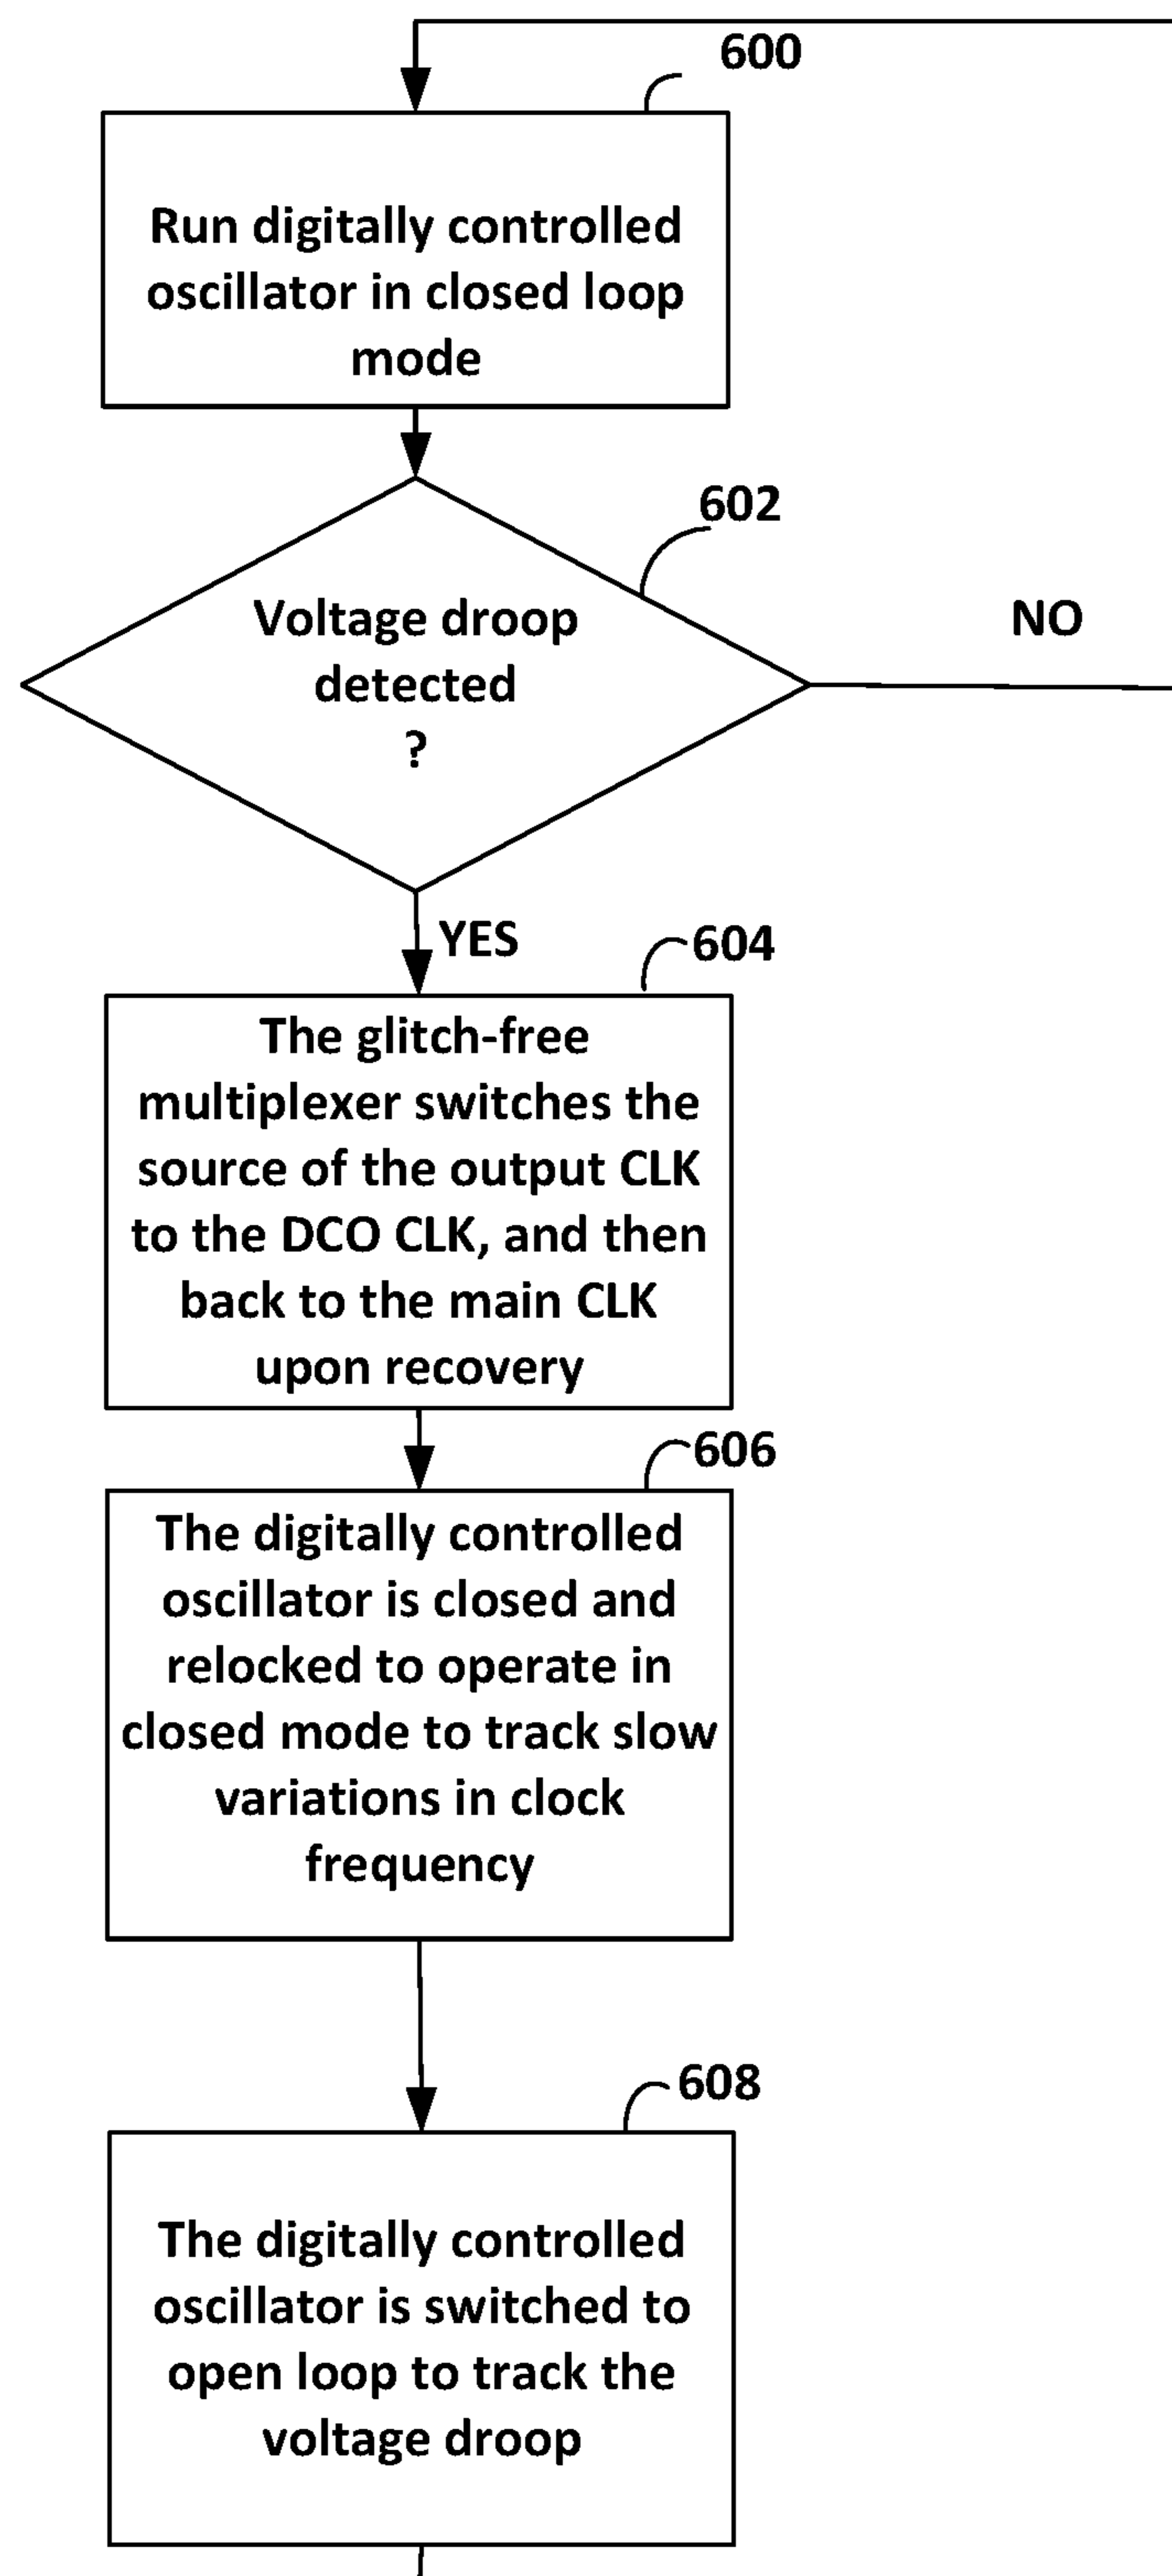 600
Run digitally controlled
oscillator in closed loop
mode
602
Voltage droop
detected
?
NO
YES
604
The glitch-free
multiplexer switches the
source of the output CLK
to the DCO CLK, and then
back to the main CLK
upon recovery
606
The digitally controlled
oscillator is closed and
relocked to operate in
closed mode to track slow
variations in clock
frequency
608
The digitally controlled
oscillator is switched to
open loop to track the
voltage droop